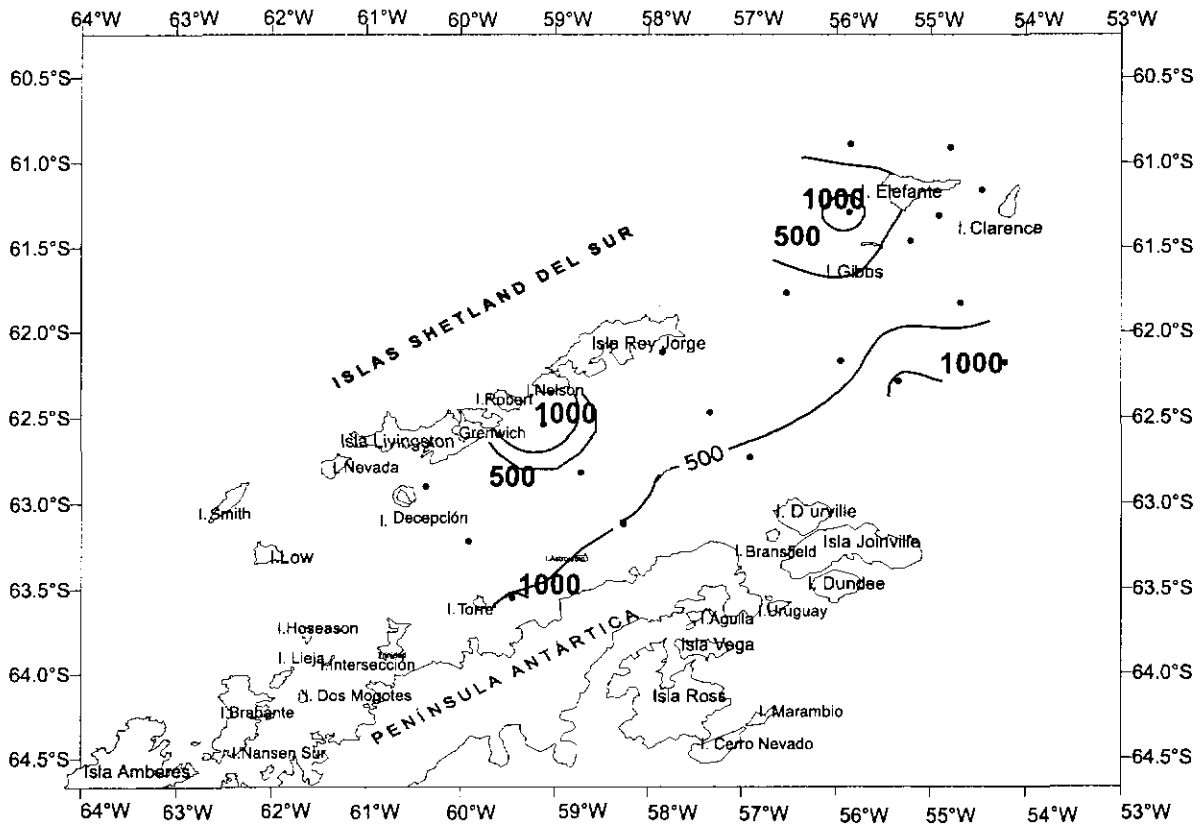 64°W 63°W 62°W 61°W 60°W 59°W 58°W 57°W 56°W 55°W 54°W 53°W
60.5°S 60.5°S
61.0°S 61.0°S
1000 I. Elefante
I. Clarence
500
61.5°S 61.5°S
I. Gibbs
ISLAS SHETLAND DEL SUR
62.0°S 62.0°S
Isla Rey Jorge
1000
I. Nelson
I. Robert
1000
62.5°S 62.5°S
Grenwich
Isla Livingston
500
I. Nevada
500
63.0°S 63.0°S
I. Smith
I. Decepción
I. D'urville
Isla Joinville
I. Bransfield
I. Low
1000
63.5°S 63.5°S
I. Dundee
I. Torre
I. Uruguay
I. Aguila
I. Hoseason
Isla Vega
I. Lieja
I. Intersección
64.0°S 64.0°S
PENÍNSULA ANTÁRTICA
I. Dos Mogotes
Isla Ross
I. Brabante
I. Marambio
I. Cerro Nevado
64.5°S 64.5°S
I. Nansen Sur
Isla Amberes
64°W 63°W 62°W 61°W 60°W 59°W 58°W 57°W 56°W 55°W 54°W 53°W